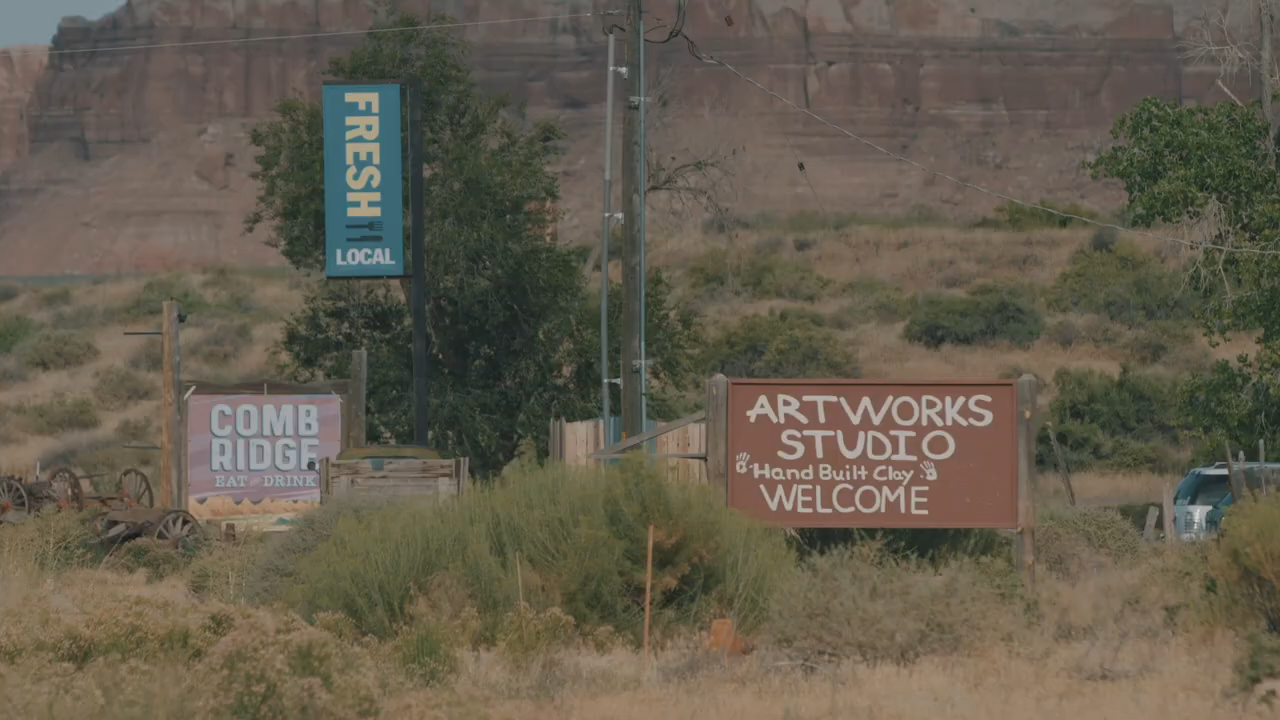 FRESH
LOCAL
COMB
RIDGE
EAT DRINK
ARTWORKS
STUDIO
Hand Built Clay
WELCOME